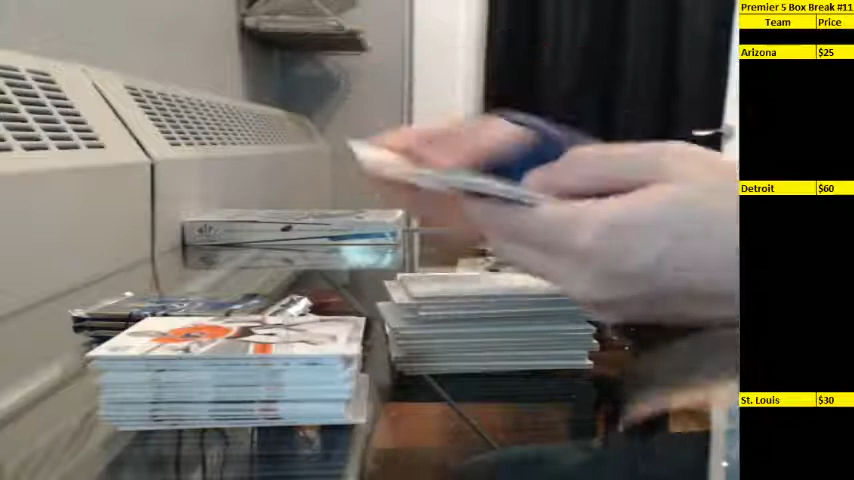 Premier 5 Box Break #11
Team Price
Arizona $25
Detroit $60
St. Louis $30